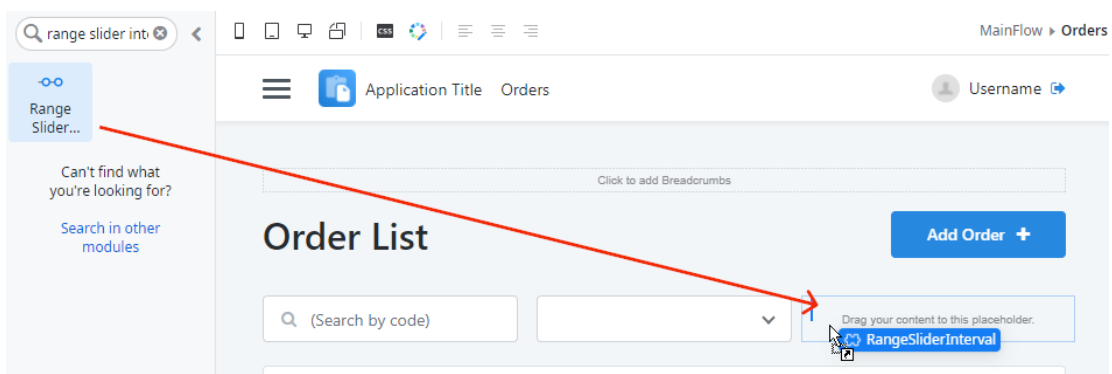 range slider inte
MainFlow Orders
css
Range
Slider...
Application Title Orders
Username
Can't find what
you're looking for?
Search in other
modules
Click to add Breadcrumbs
Order List
Add Order +
(Search by code)
Drag your content to this placeholder.
RangeSliderInterval